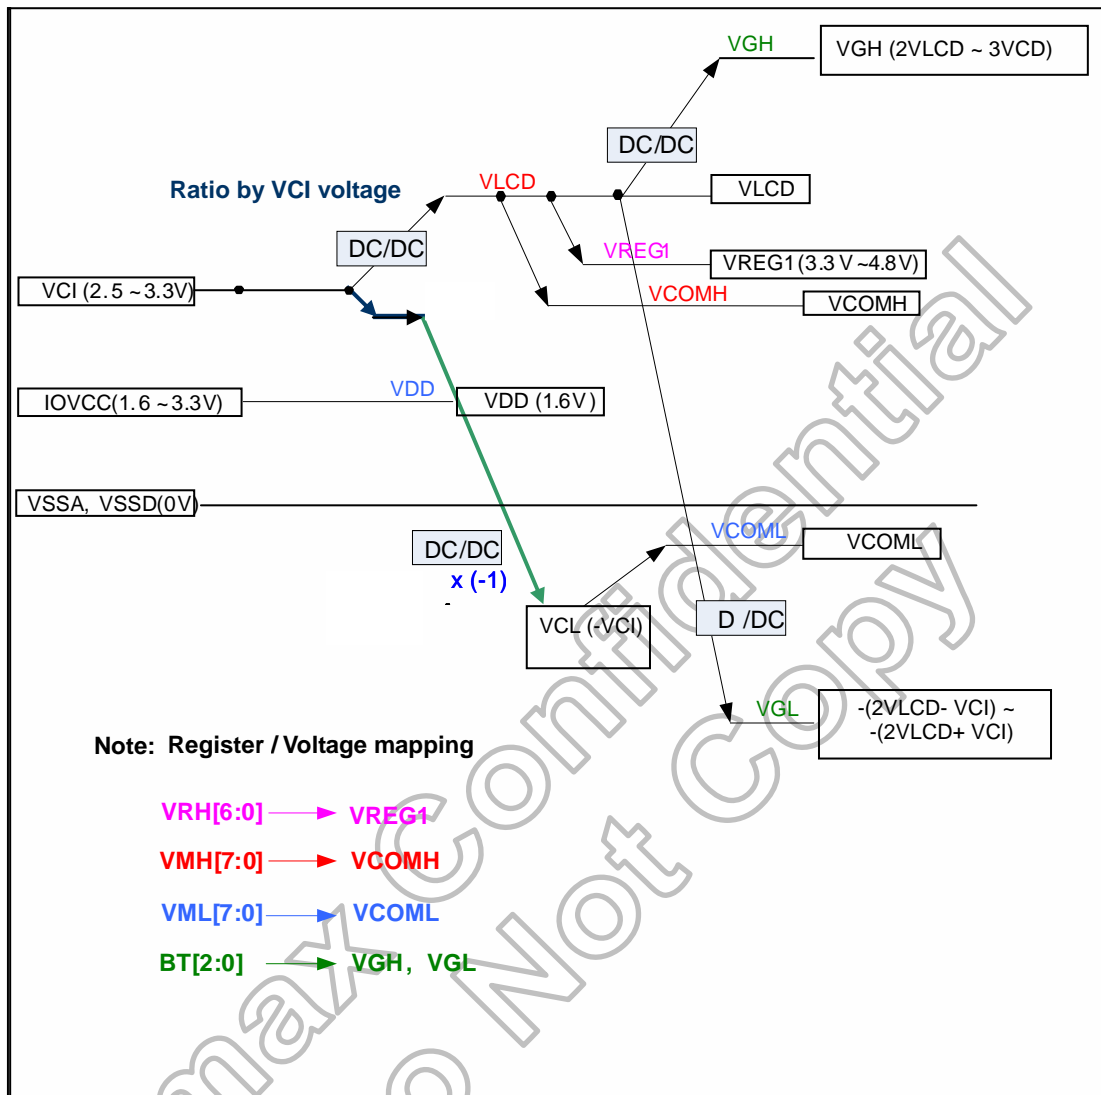 VGH
VGH (2VLCD ~ 3VCD)
DC/DC
Ratio by VCI voltage
VLCD
VLCD
DC/DC
VREG1
VREG1 (3.3 V ~4.8V)
VCI (2.5 ~3.3V)
VCOMH
VCOMH
IOVCC(1.6 ~3.3V)
VDD
VDD (1.6V )
VSSA, VSSD(0V)
DC/DC
x (-1)
-
VCOML
VCOML
VCL (-VCI)
D /DC
VGL
-(2VLCD- VCI) ~
-(2VLCD+ VCI)
Note: Register / Voltage mapping
VRH[6:0] VREG1
VMH[7:0] VCOMH
VML[7:0] VCOML
BT[2:0] VGH, VGL
max Confidential
o Not Copy